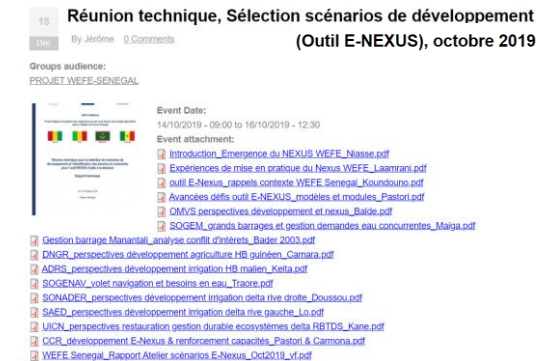 18
Dec
Réunion technique, Sélection scénarios de développement
(Outil E-NEXUS), octobre 2019
By Jérôme 0 Comments
Groups audience:
PROJET WEFE-SENEGAL
Event Date:
14/10/2019 - 09:00 to 16/10/2019 - 12:30
Event attachment:
Introduction_Emergence du NEXUS WEFE_Niasse.pdf
Expériences de mise en pratique du Nexus WEFE_Laamrani.pdf
outil E-Nexus_rappels contexte WEFE Senegal_Koundouno.pdf
Avancées défis outil E-NEXUS_modèles et modules_Pastori.pdf
OMVS perspectives développement et nexus_Balde.pdf
SOGEM_grands barrages et gestion demandes eau concurrentes_Maiga.pdf
Gestion barrage Manantali_analyse conflit d'intérets_Bader 2003.pdf
DNGR_perspectives développement agriculture HB guinéen_Camara.pdf
ADRS_perspectives développement irrigation HB malien_Keita.pdf
SOGENAV_volet navigation et besoins en eau_Traore.pdf
SONADER_perspectives développement irrigation delta rive droite_Doussou.pdf
SAED_perspectives développement irrigation delta rive gauche_Lo.pdf
UICN_perspectives restauration gestion durable ecosystèmes delta RBTDS_Kane.pdf
CCR_développement E-Nexus & renforcement capacités_Pastori & Carmona.pdf
WEFE Senegal_Rapport Atelier scénarios E-Nexus_Oct2019_vf.pdf